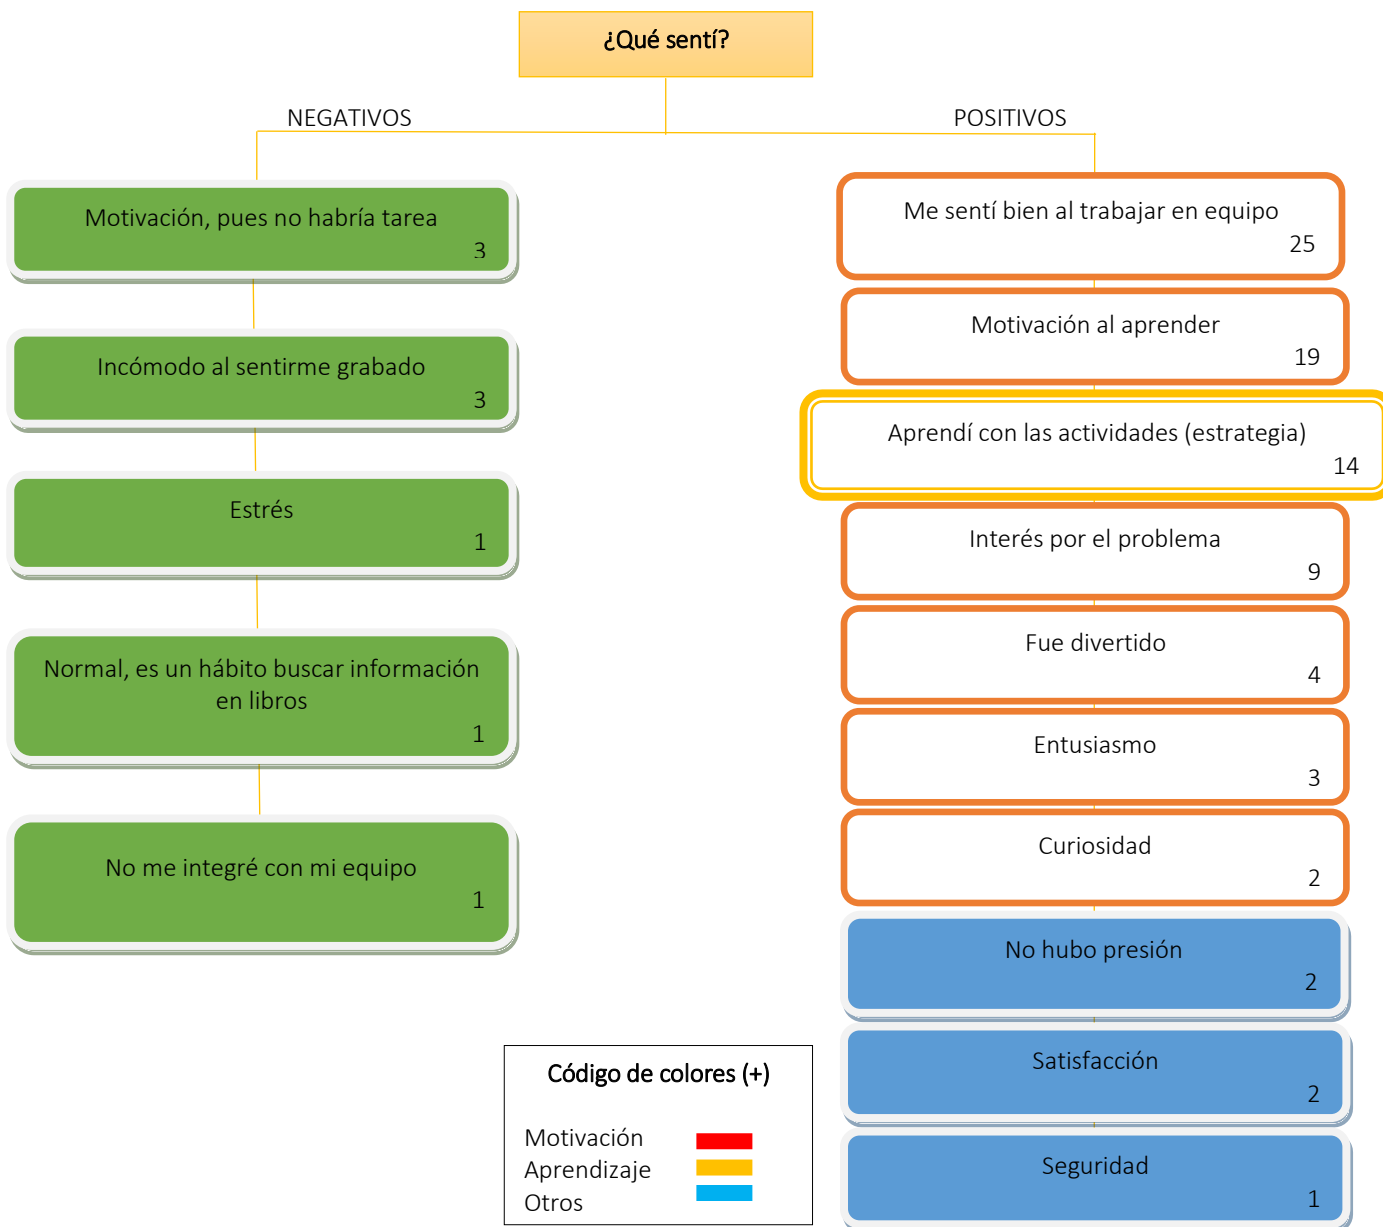 ¿Qué sentí?
NEGATIVOS
POSITIVOS
Motivación, pues no habría tarea
3
Incómodo al sentirme grabado
3
Estrés
1
Normal, es un hábito buscar información
en libros
1
No me integré con mi equipo
1
Me sentí bien al trabajar en equipo
25
Motivación al aprender
19
Aprendí con las actividades (estrategia)
14
Interés por el problema
9
Fue divertido
4
Entusiasmo
3
Curiosidad
2
No hubo presión
2
Satisfacción
2
Seguridad
1
Código de colores (+)
Motivación
Aprendizaje
Otros